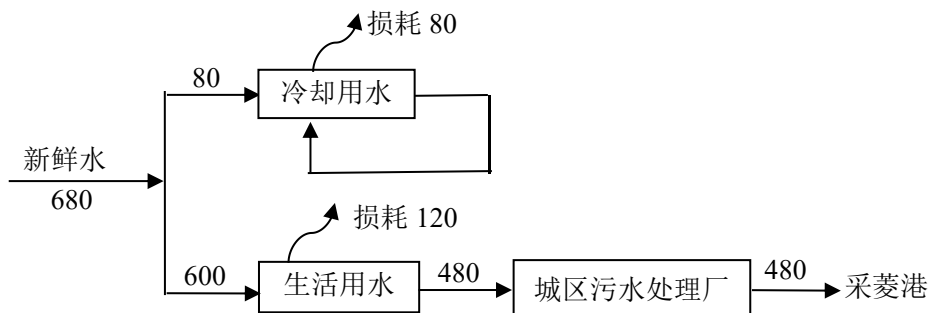 损耗 80
80
冷却用水
新鲜水
680
损耗 120
600
生活用水
480
城区污水处理厂
480
采菱港